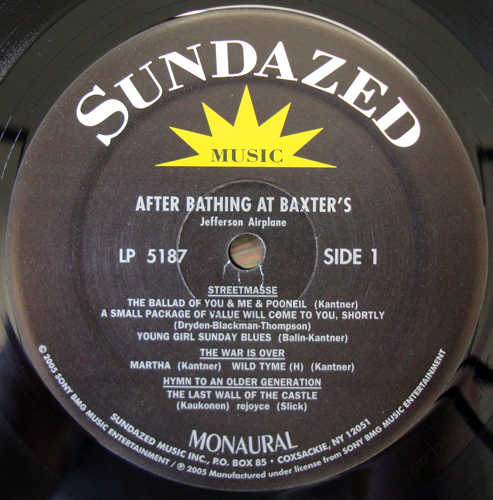 SUNDAZED
MUSIC
AFTER BATHING AT BAXTER'S
Jefferson Airplane
LP 5187
SIDE 1
STREETMASSE
THE BALLAD OF YOU & ME & POONEIL (Kantner)
A SMALL PACKAGE OF VALUE WILL COME TO YOU, SHORTLY
(Dryden-Blackman-Thompson)
YOUNG GIRL SUNDAY BLUES (Balin-Kantner)
THE WAR IS OVER
MARTHA (Kantner) WILD TYME (H) (Kantner)
HYMN TO AN OLDER GENERATION
THE LAST WALL OF THE CASTLE
(Kaukonen) rejoyce (Slick)
MONAURAL
SUNDAZED MUSIC INC., P.O. BOX 85 • COXSACKIE, NY 12051
© 2005 SONY BMG MUSIC ENTERTAINMENT / ℗ 2005 Manufactured under license from SONY BMG MUSIC ENTERTAINMENT